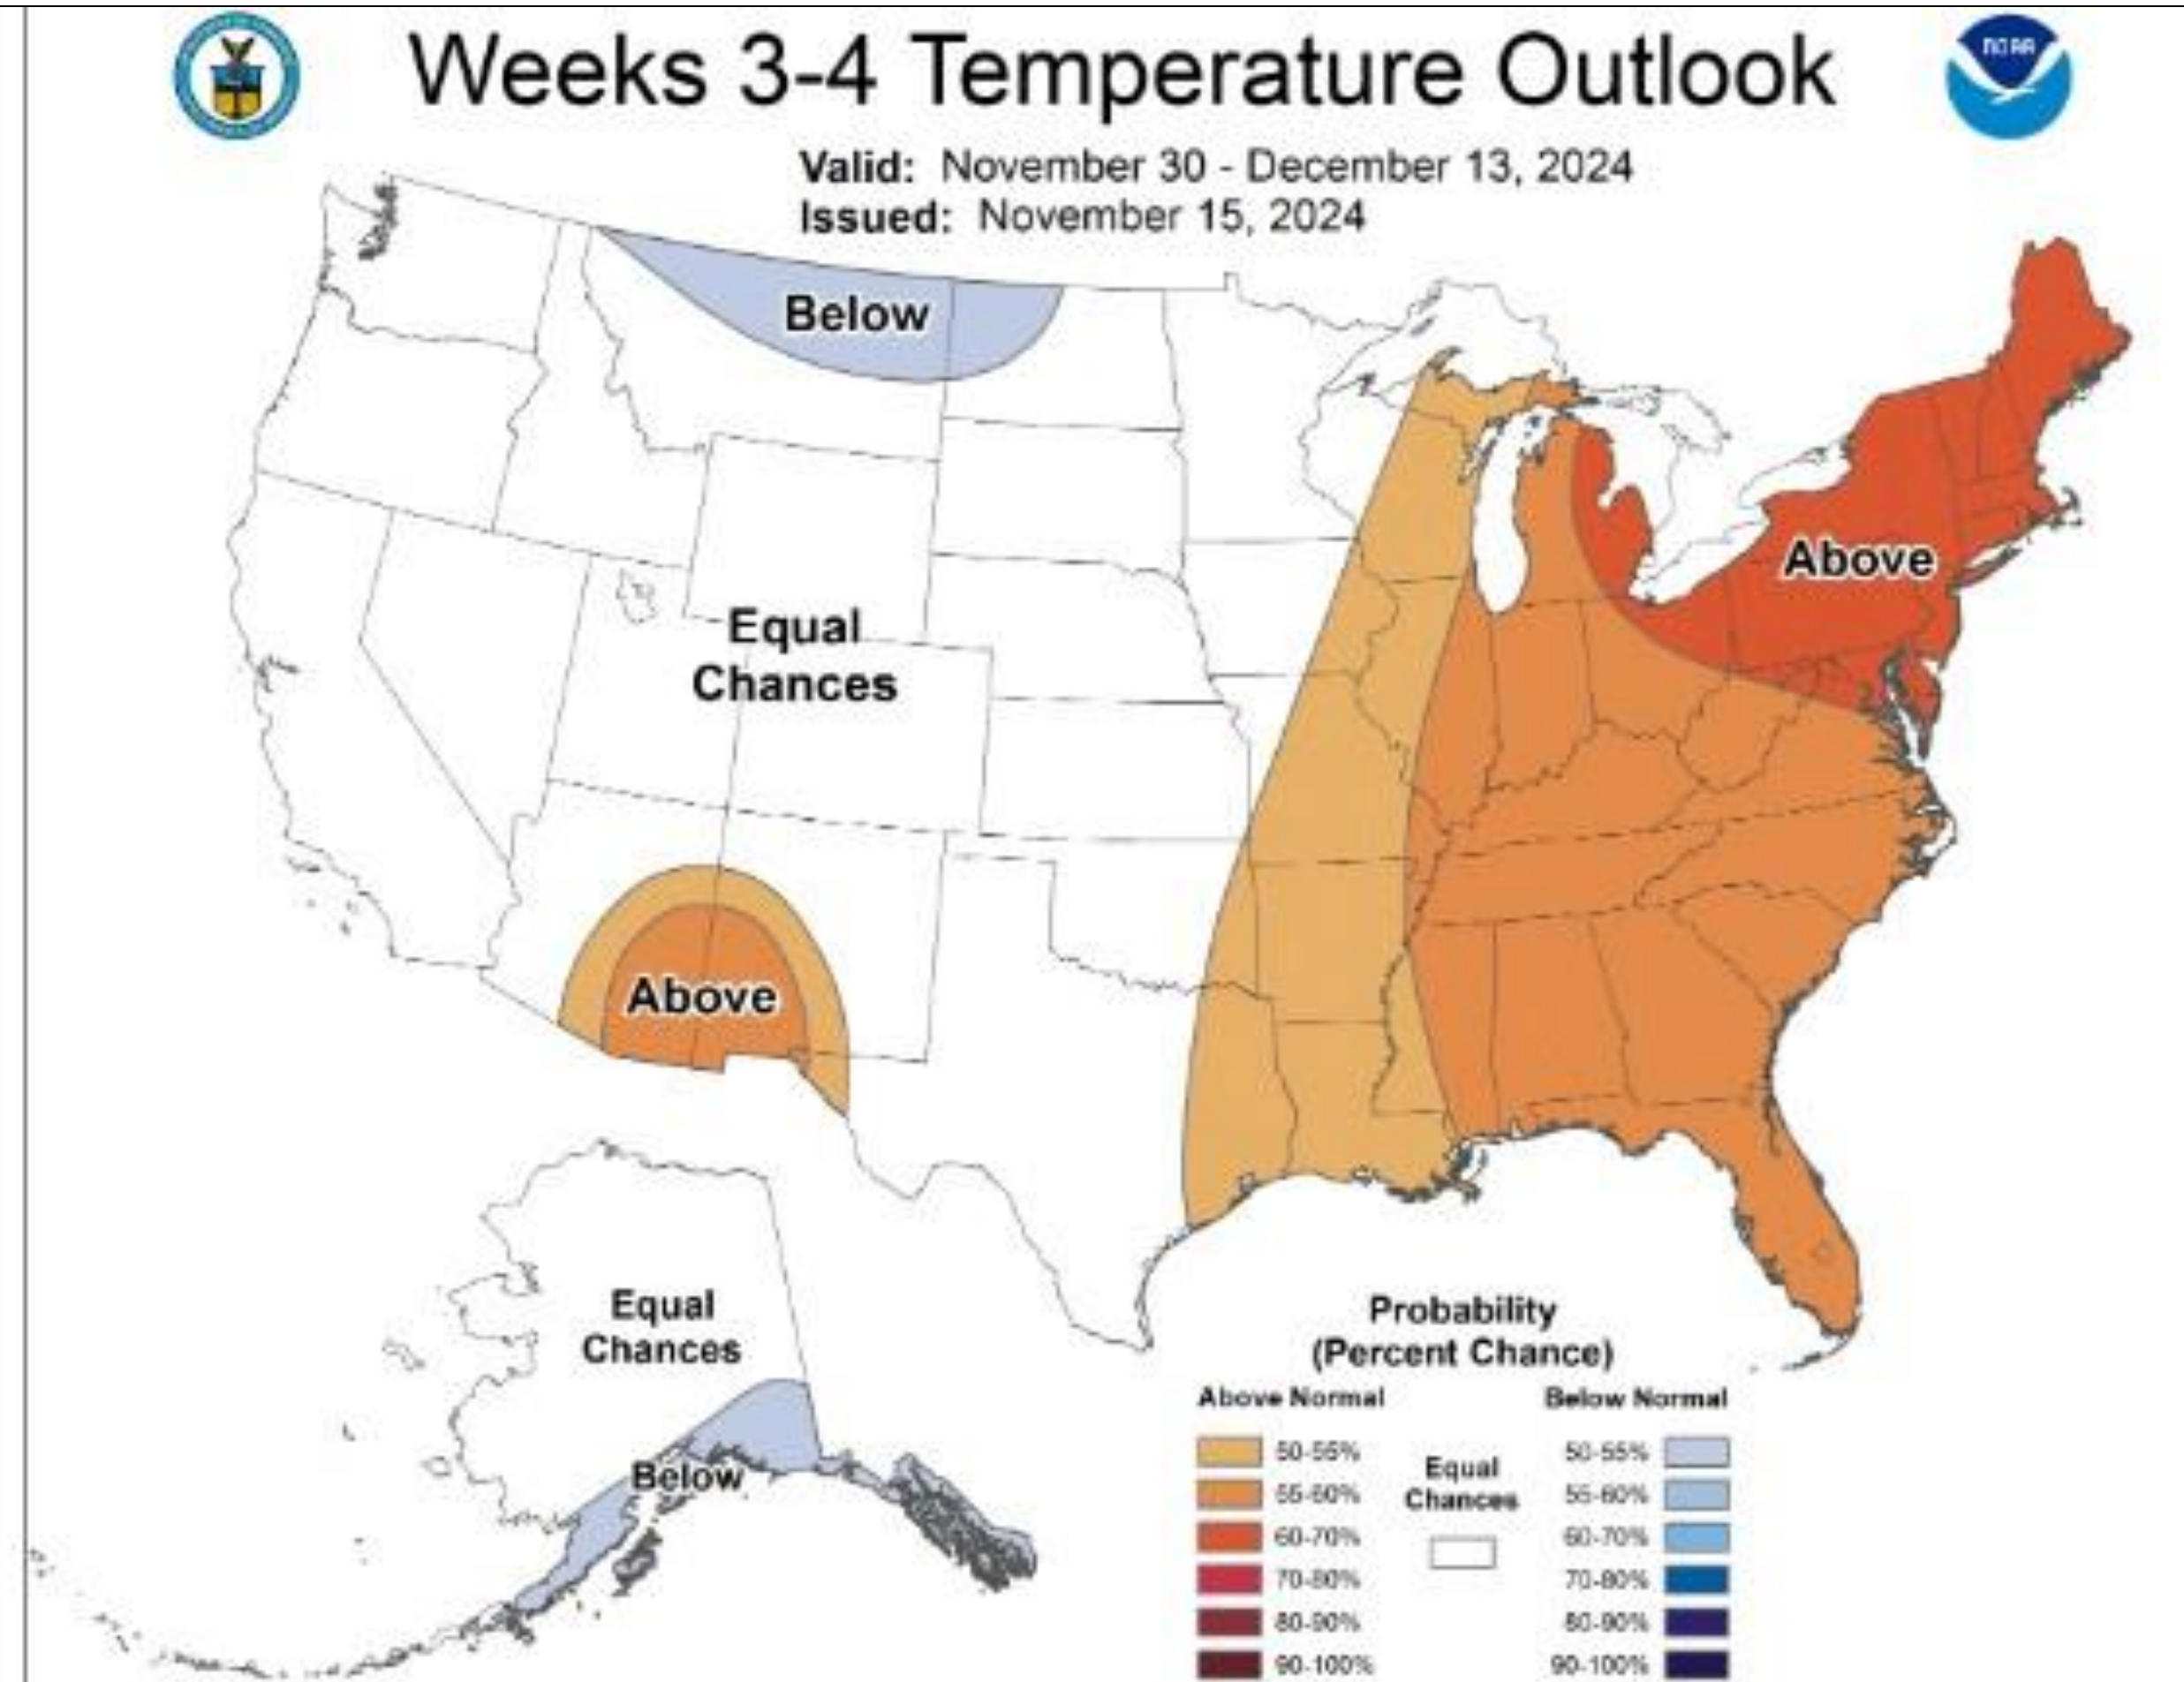 Weeks 3-4 Temperature Outlook
NOAA
Valid: November 30 - December 13, 2024
Issued: November 15, 2024
Below
Above
Equal
Chances
Above
Equal
Chances
Below
Probability
(Percent Chance)
Above Normal
Below Normal
50-55%
55-60%
60-70%
70-80%
80-90%
90-100%
Equal
Chances
50-55%
55-60%
60-70%
70-80%
80-90%
90-100%